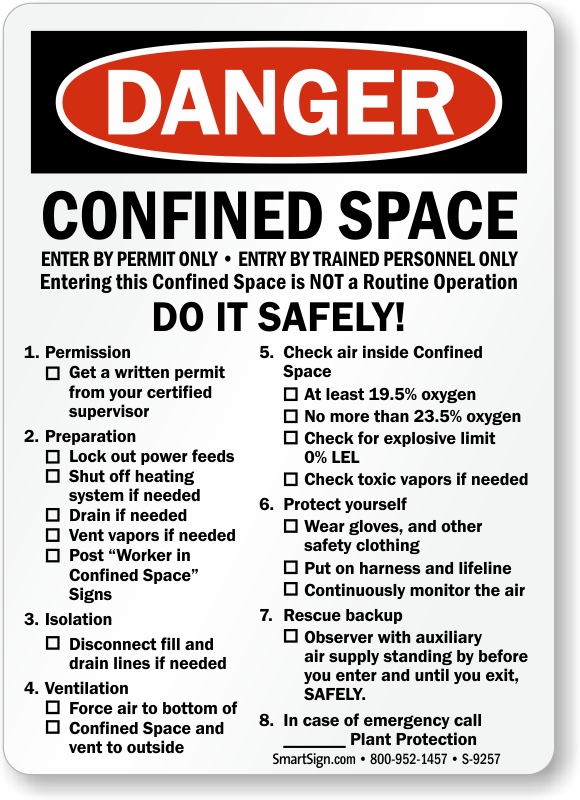 DANGER
CONFINED SPACE
ENTER BY PERMIT ONLY • ENTRY BY TRAINED PERSONNEL ONLY
Entering this Confined Space is NOT a Routine Operation
DO IT SAFELY!
1. Permission
Get a written permit
from your certified
supervisor
2. Preparation
Lock out power feeds
Shut off heating
system if needed
Drain if needed
Vent vapors if needed
Post “Worker in
Confined Space”
Signs
3. Isolation
Disconnect fill and
drain lines if needed
4. Ventilation
Force air to bottom of
Confined Space and
vent to outside
5. Check air inside Confined
Space
At least 19.5% oxygen
No more than 23.5% oxygen
Check for explosive limit
0% LEL
Check toxic vapors if needed
6. Protect yourself
Wear gloves, and other
safety clothing
Put on harness and lifeline
Continuously monitor the air
7. Rescue backup
Observer with auxiliary
air supply standing by before
you enter and until you exit,
SAFELY.
8. In case of emergency call
_______ Plant Protection
SmartSign.com • 800-952-1457 • S-9257